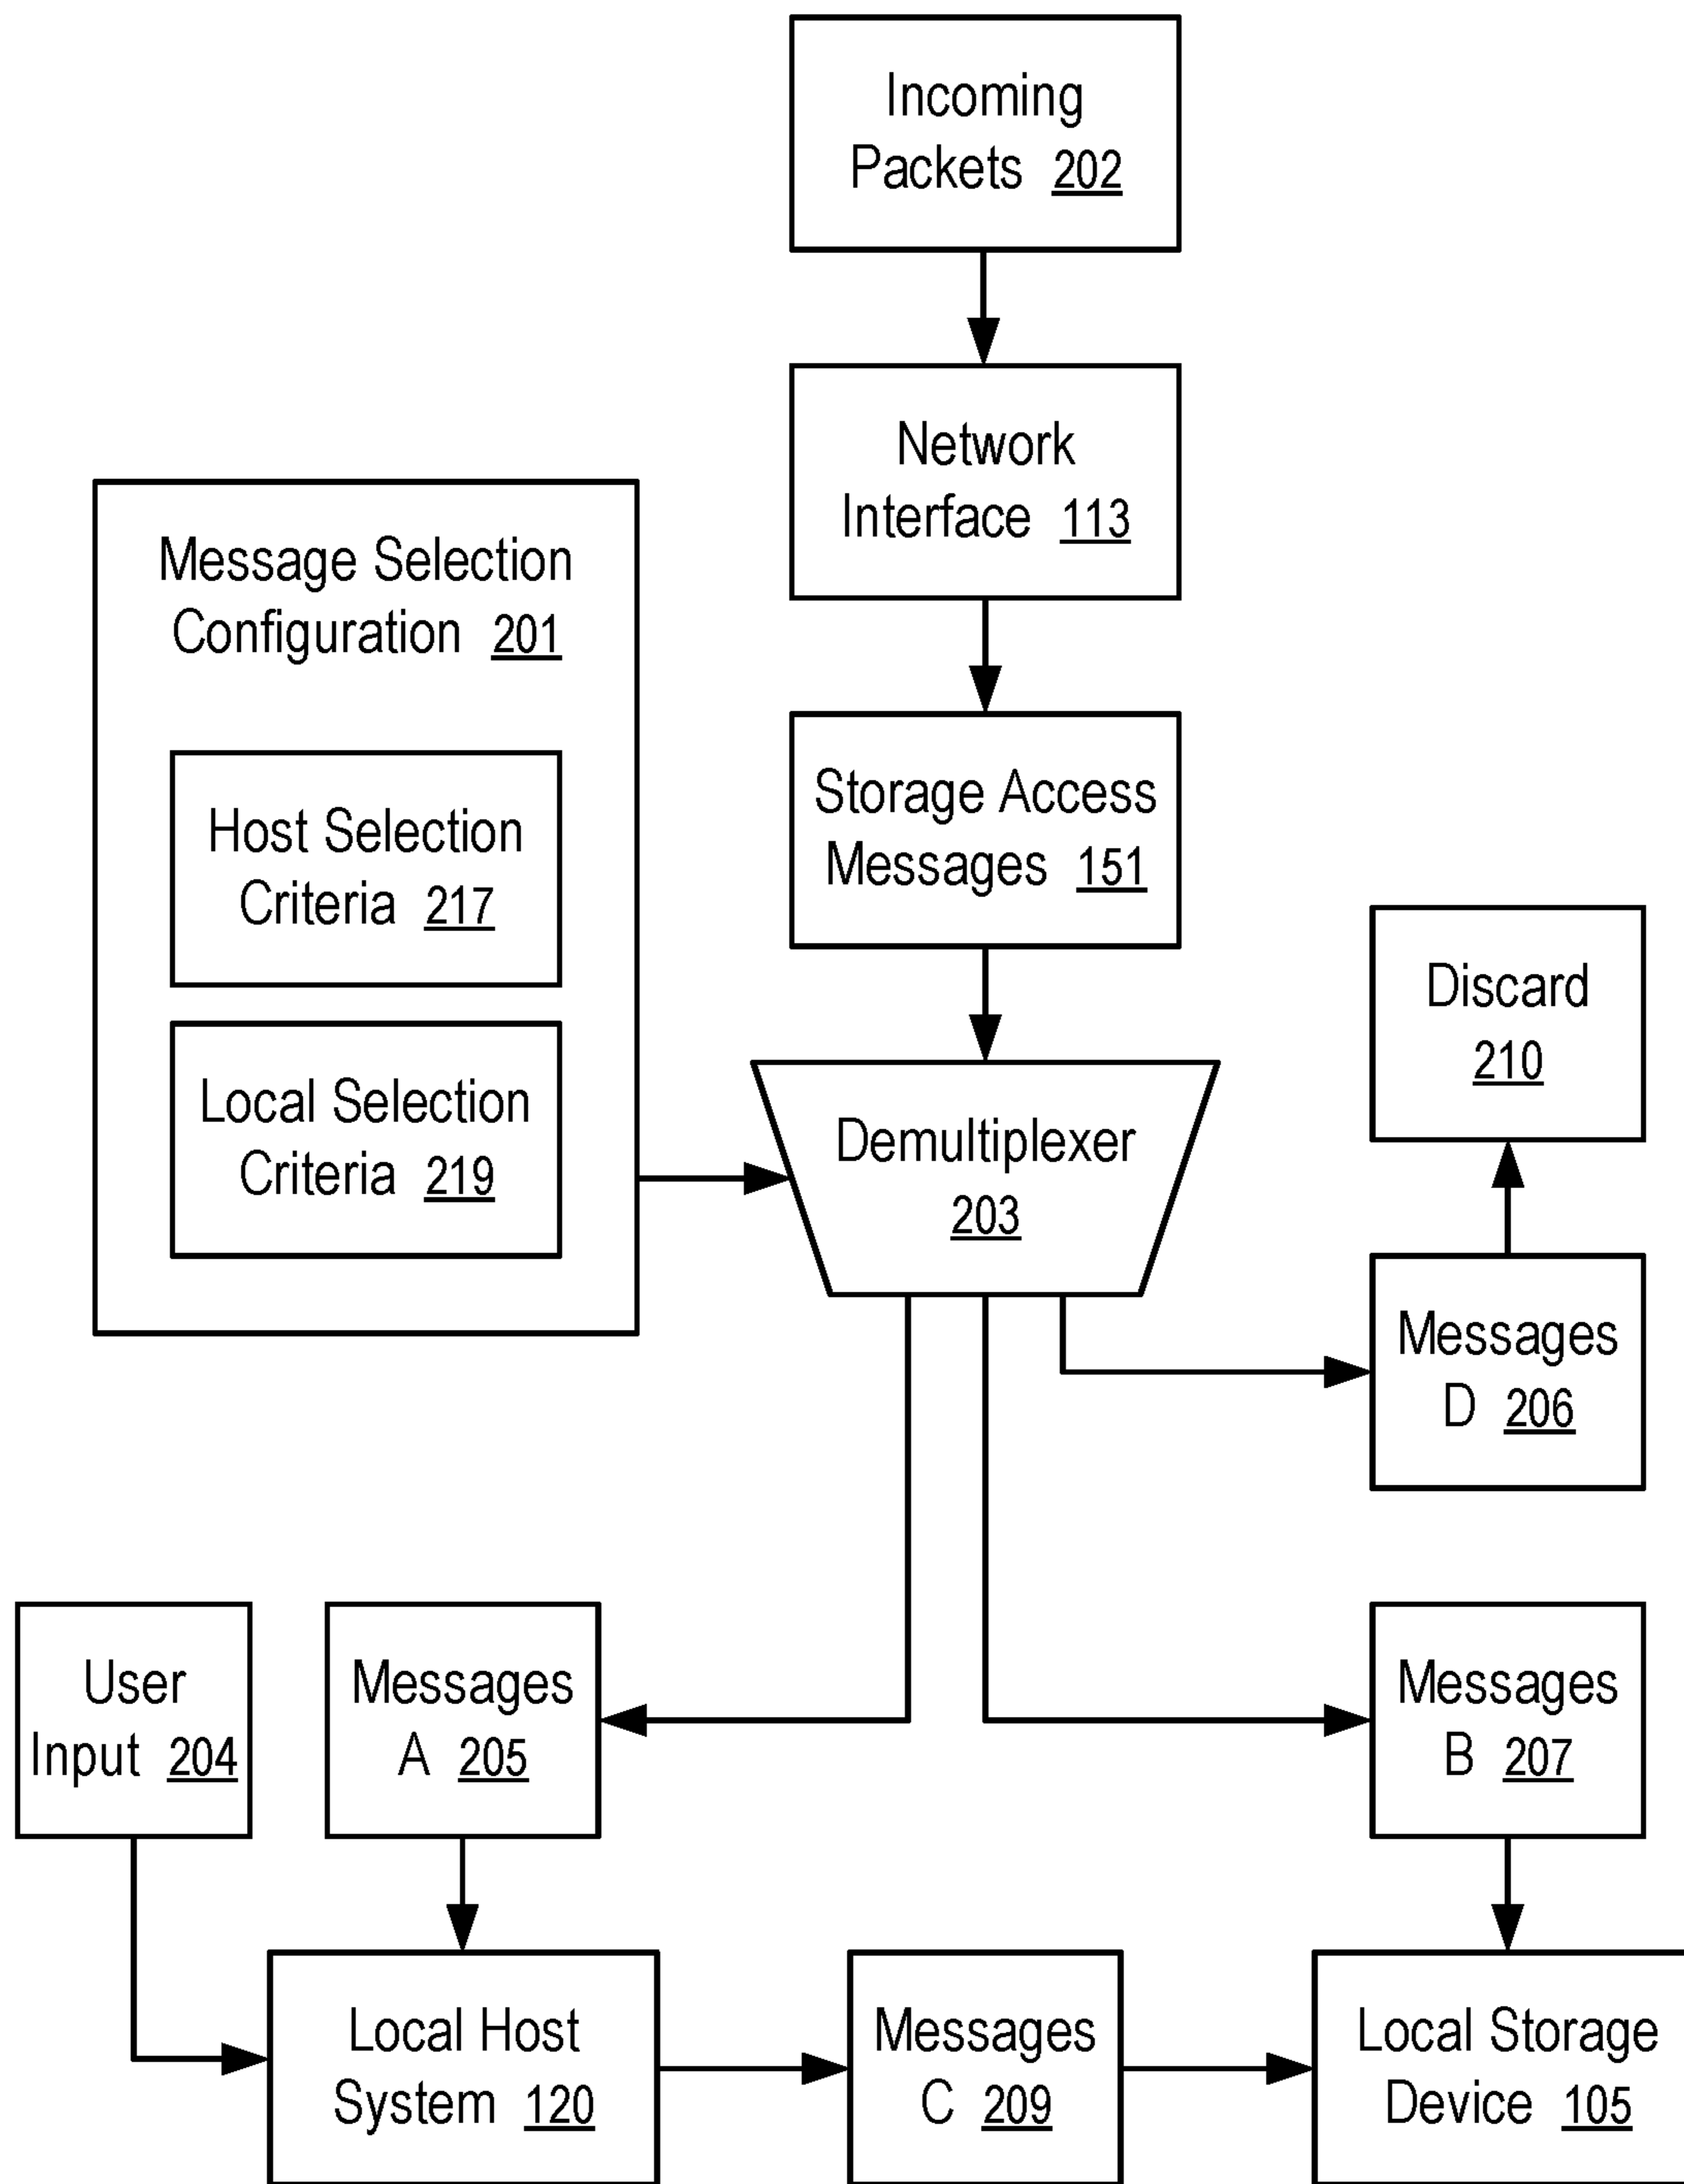 Incoming
Packets 202
Network
Interface 113
Message Selection
Configuration 201
Host Selection
Criteria 217
Local Selection
Criteria 219
Storage Access
Messages 151
Demultiplexer
203
Discard
210
Messages
D 206
User
Input 204
Messages
A 205
Messages
B 207
Local Host
System 120
Messages
C 209
Local Storage
Device 105